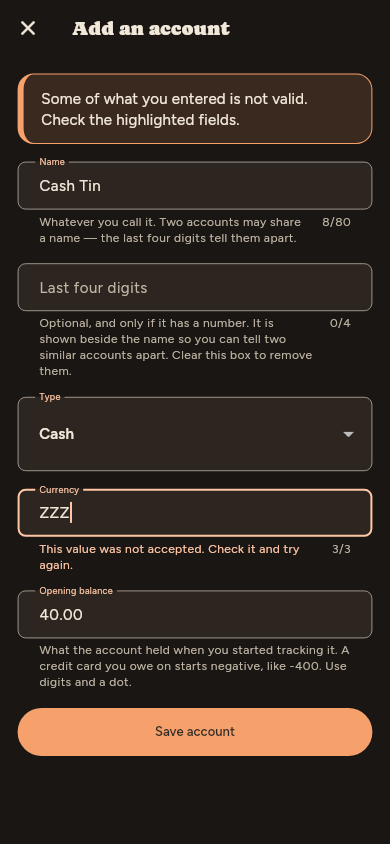 Add an account
Some of what you entered is not valid.
Check the highlighted fields.
Name
Cash Tin
Whatever you call it. Two accounts may share 8/80
a name — the last four digits tell them apart.
Last four digits
Optional, and only if it has a number. It is 0/4
shown beside the name so you can tell two
similar accounts apart. Clear this box to remove
them.
Type
Cash
Currency
ZZZ
This value was not accepted. Check it and try 3/3
again.
Opening balance
40.00
What the account held when you started tracking it. A
credit card you owe on starts negative, like -400. Use
digits and a dot.
Save account